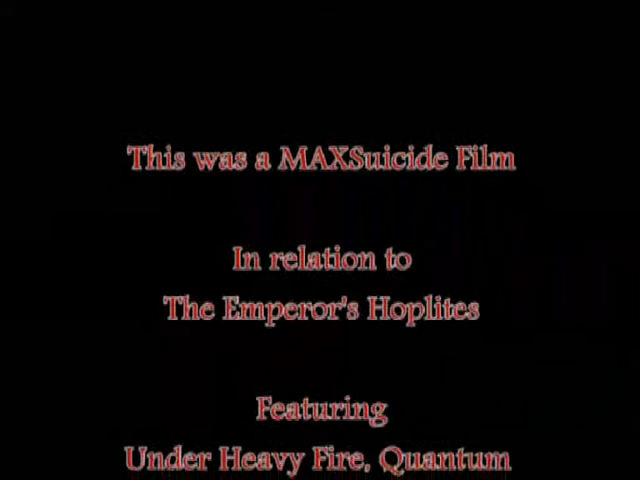 This was a MAXSuicide Film
In relation to
The Emperor's Hoplites
Featuring
Under Heavy Fire, Quantum